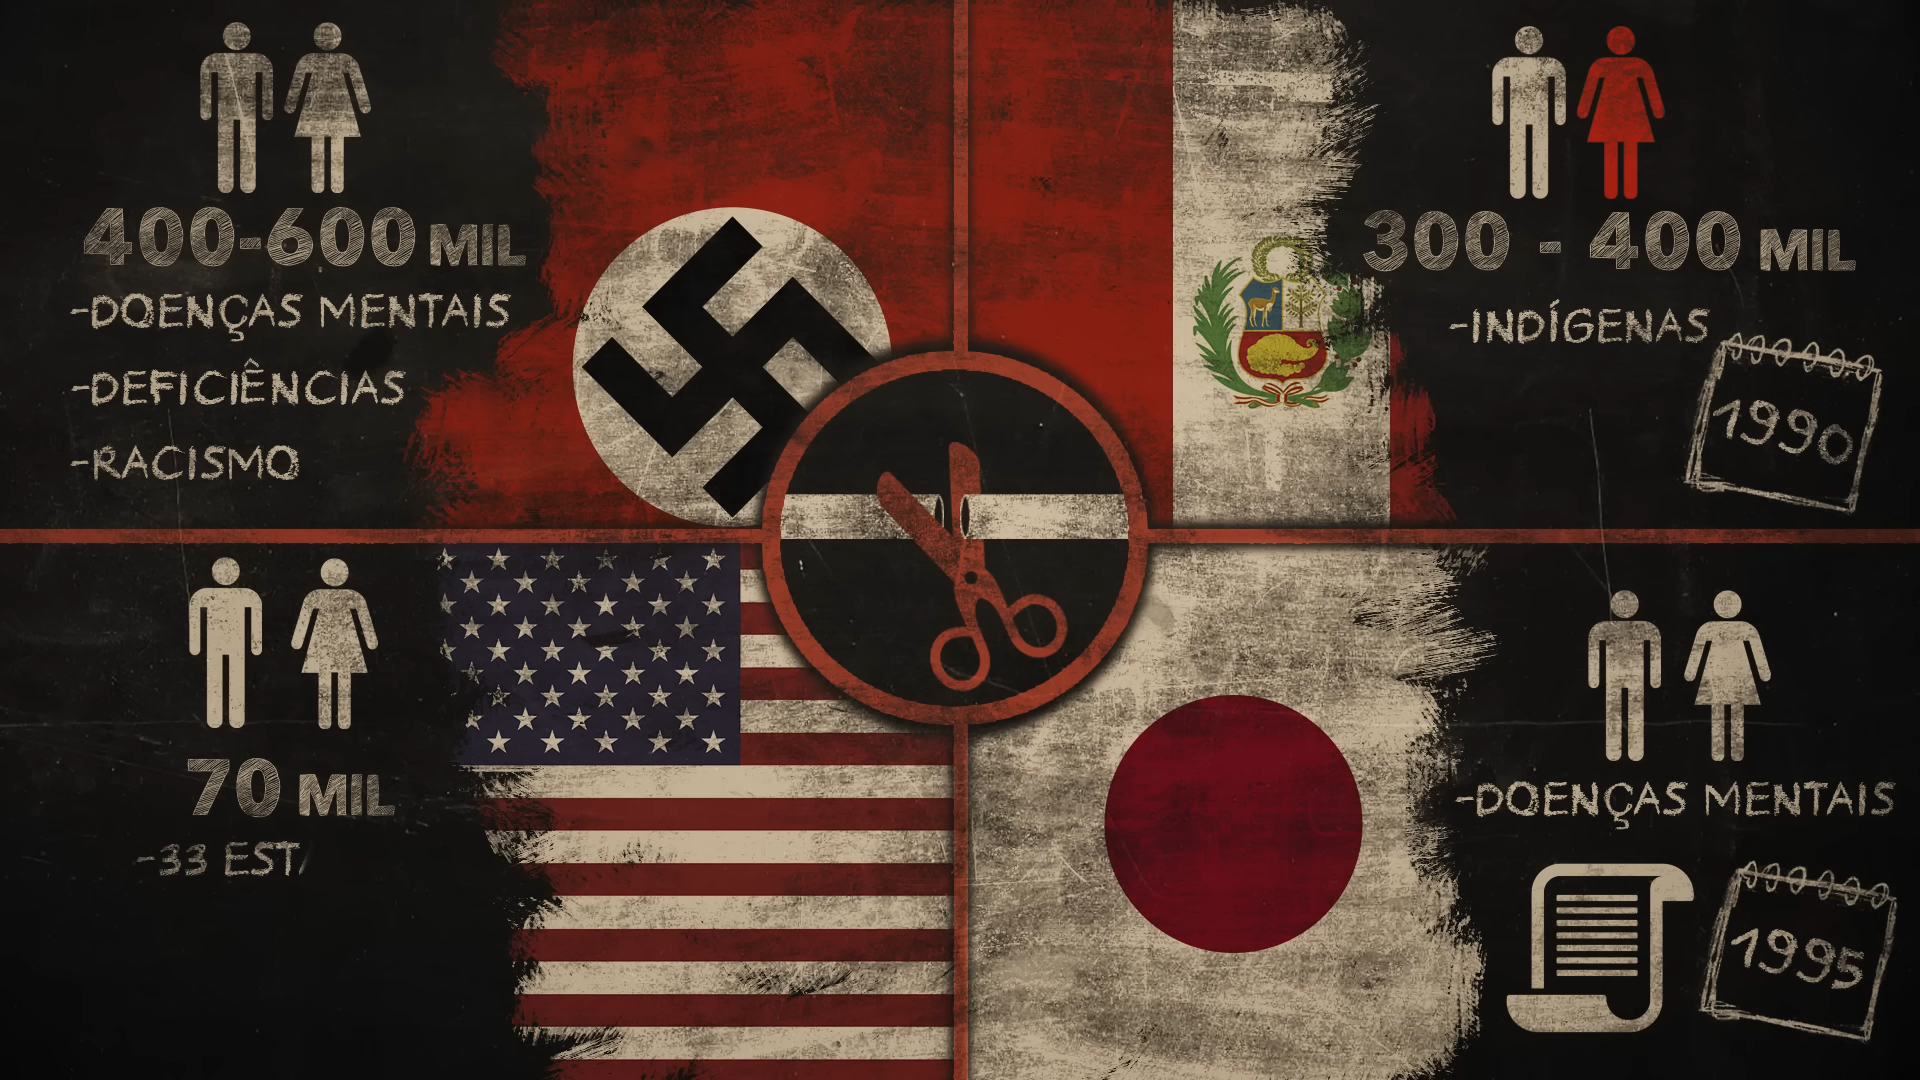 400-600 MIL
-DOENÇAS MENTAIS
-DEFICIÊNCIAS
-RACISMO
300 - 400 MIL
-INDÍGENAS
1990
70 MIL
-33 EST
-DOENÇAS MENTAIS
1995